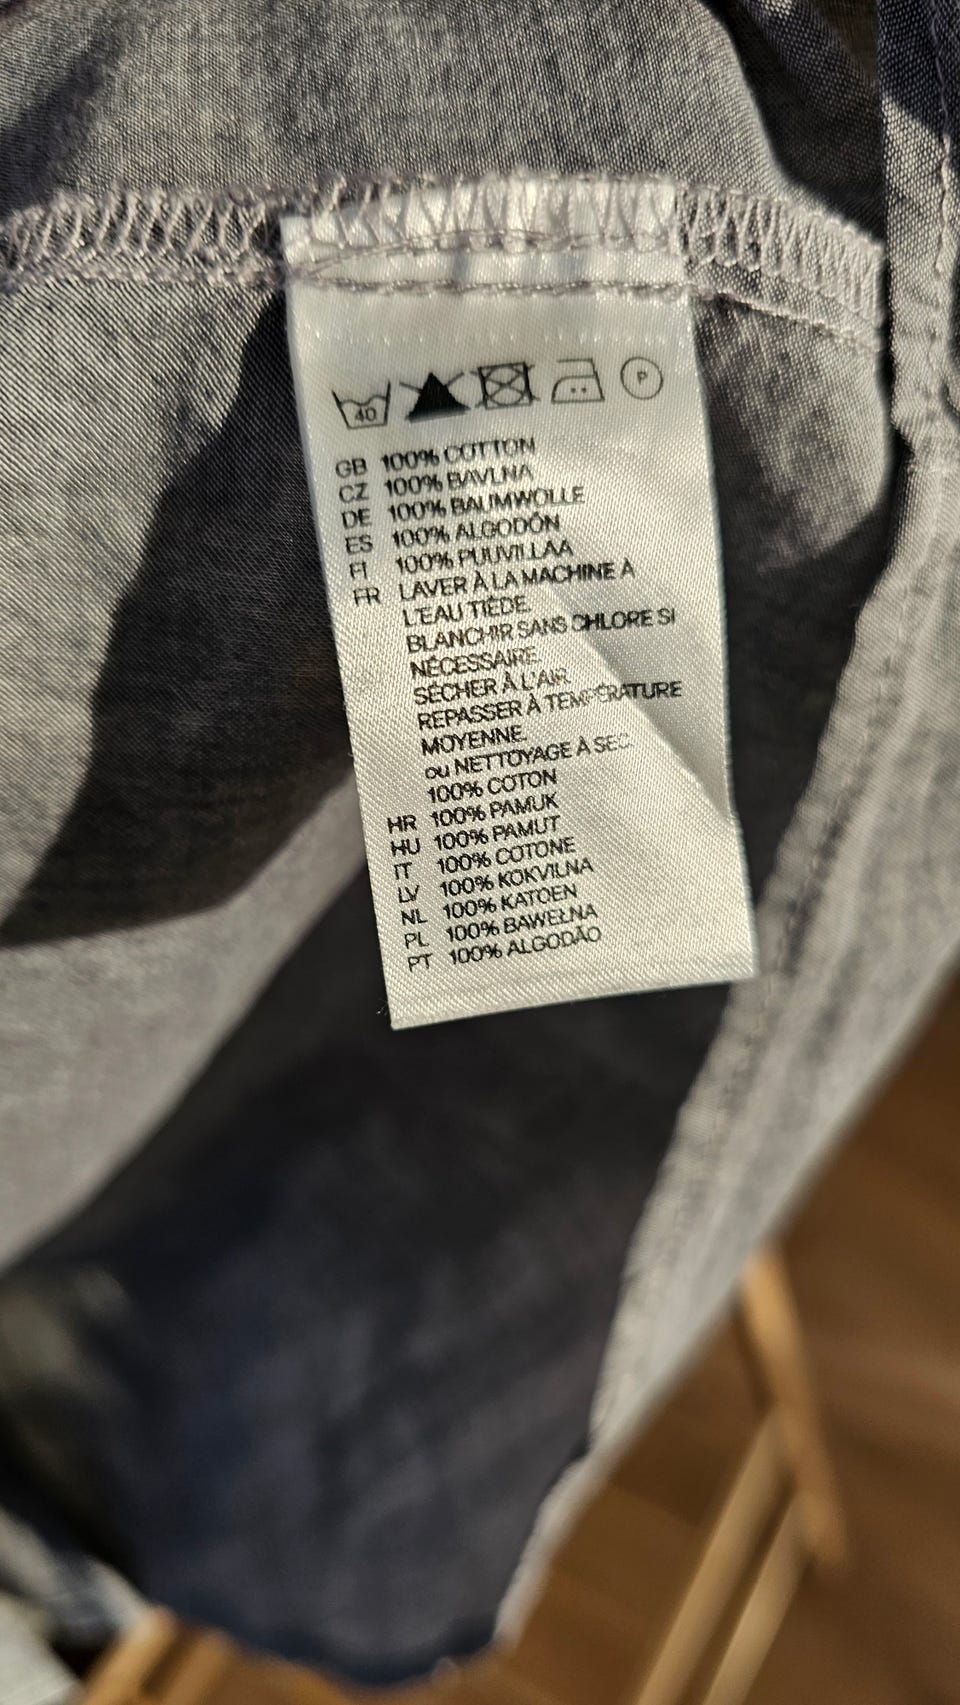 40 P
GB 100% COTTON
CZ 100% BAVLNA
DE 100% BAUMWOLLE
ES 100% ALGODÓN
FI 100% PUUVILLAA
FR LAVER À LA MACHINE À
L'EAU TIÈDE.
BLANCHIR SANS CHLORE SI
NÉCESSAIRE.
SÉCHER À L'AIR.
REPASSER À TEMPÉRATURE
MOYENNE.
ou NETTOYAGE À SEC.
100% COTON
HR 100% PAMUK
HU 100% PAMUT
IT 100% COTONE
LV 100% KOKVILNA
NL 100% KATOEN
PL 100% BAWEŁNA
PT 100% ALGODÃO